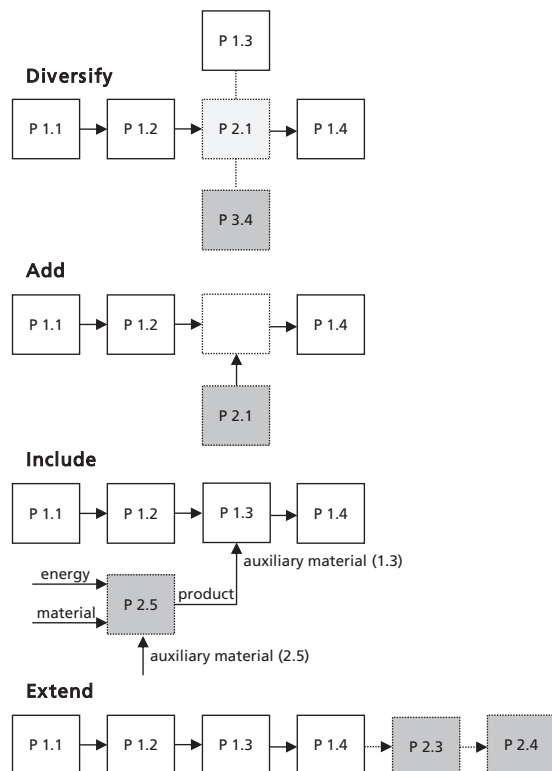 P 1.3
Diversify
P 1.1 P 1.2 P 2.1 P 1.4
P 3.4
Add
P 1.1 P 1.2 P 1.4
P 2.1
Include
P 1.1 P 1.2 P 1.3 P 1.4
auxiliary material (1.3)
energy
P 2.5 product
material
auxiliary material (2.5)
Extend
P 1.1 P 1.2 P 1.3 P 1.4 P 2.3 P 2.4